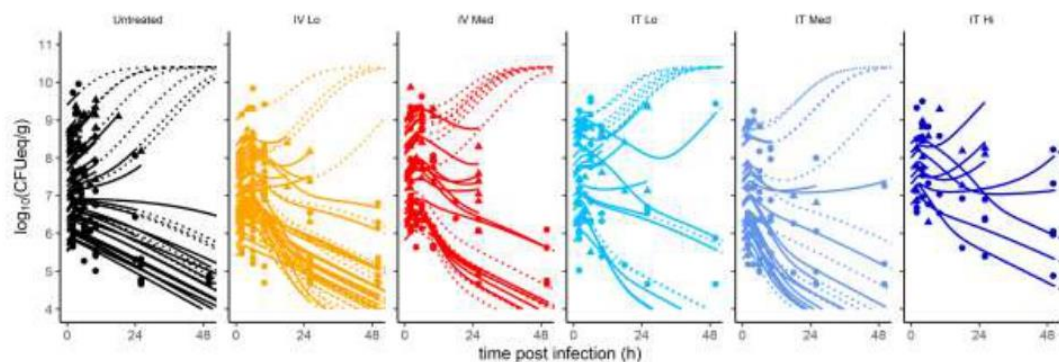 Untreated IV Lo IV Med IT Lo IT Med IT Hi
11
10
9
8
7
6
5
4
log10(CFUeq/g)
0 24 48 0 24 48 0 24 48 0 24 48 0 24 48 0 24 48
time post infection (h)